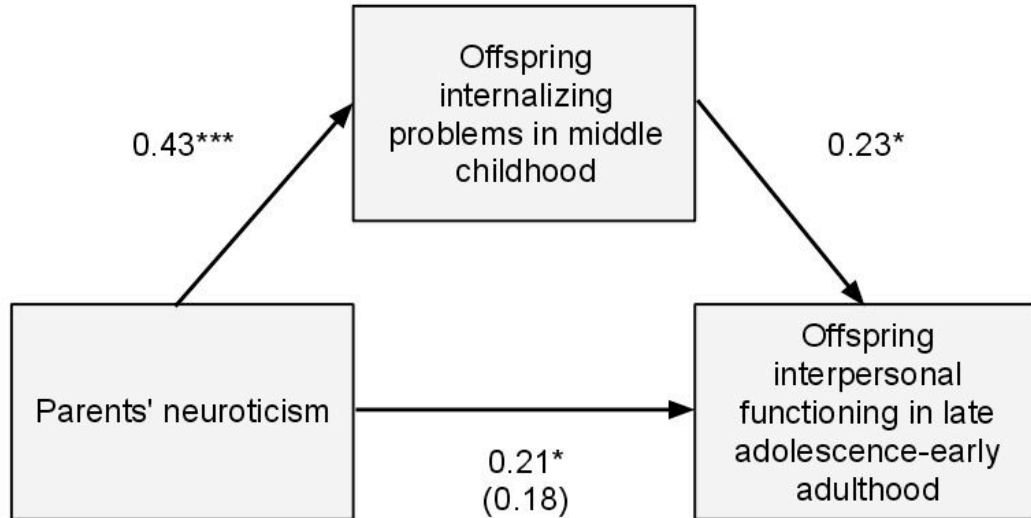 Offspring
internalizing
problems in middle
childhood
0.43***
0.23*
Parents' neuroticism
0.21*
(0.18)
Offspring
interpersonal
functioning in late
adolescence-early
adulthood